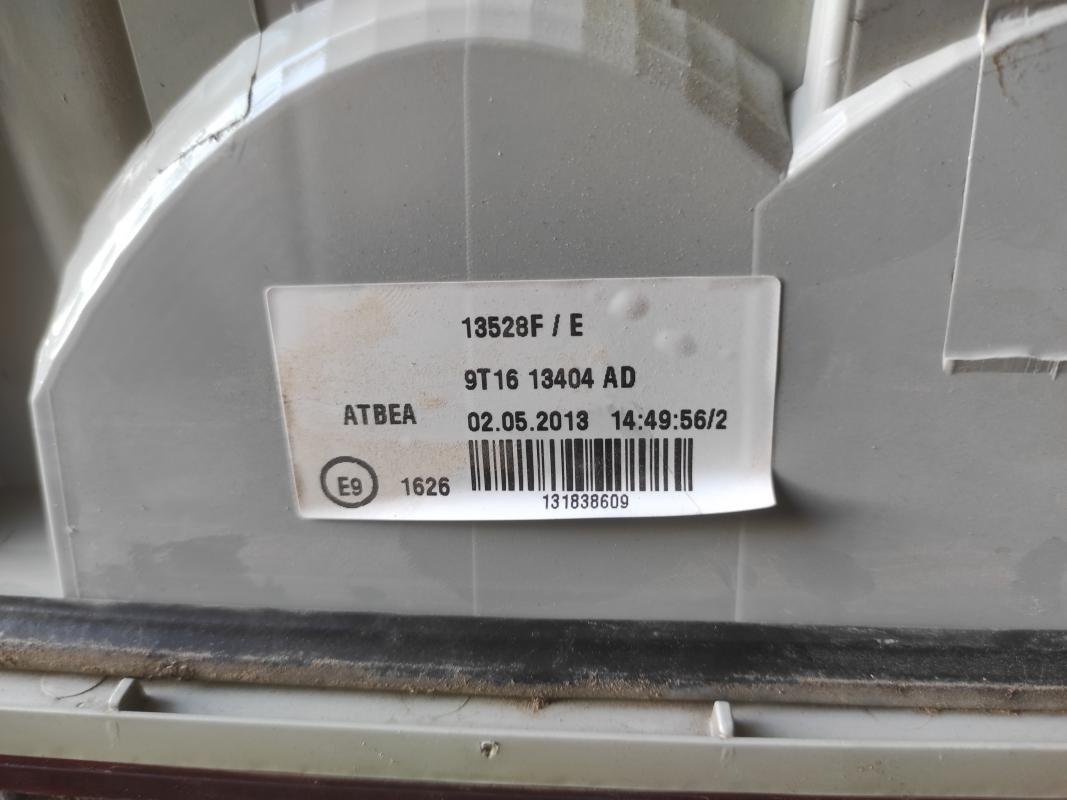 13528F / E
9T16 13404 AD
ATBEA 02.05.2013 14:49:56/2
E9 1626
131838609